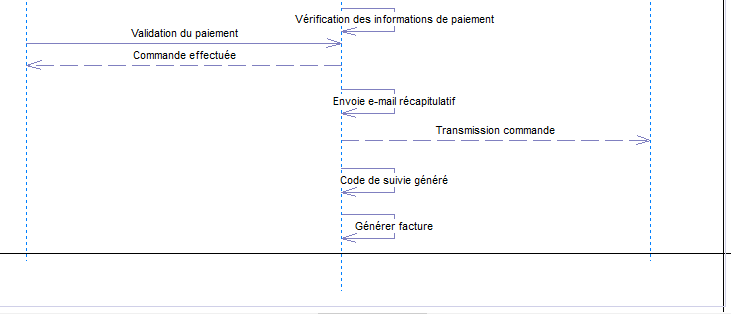 Vérification des informations de paiement
Validation du paiement
Commande effectuée
Envoie e-mail récapitulatif
Transmission commande
Code de suivie généré
Générer facture